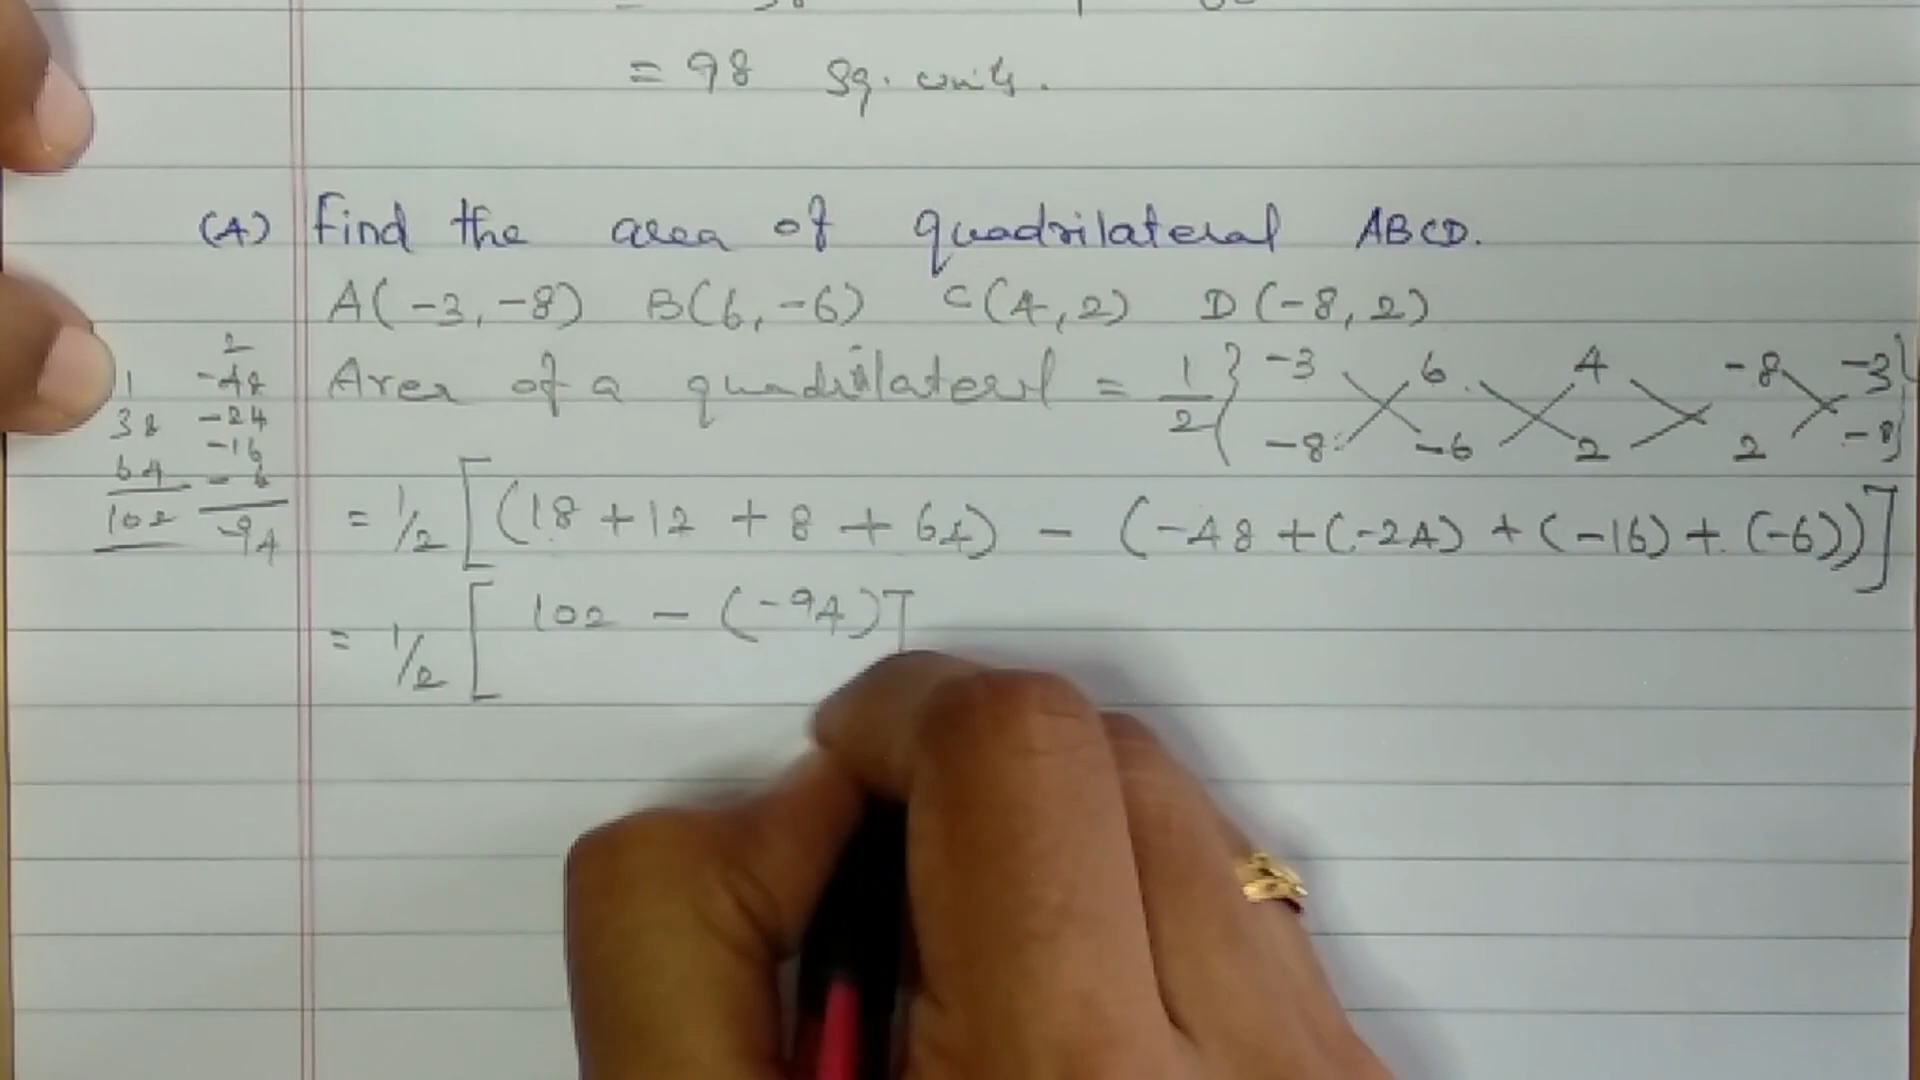 = 98 sq. units.
(A) Find the area of quadrilateral ABCD.
A(-3,-8) B(6,-6) C(4,2) D(-8,2)
Area of a quadrilateral = 1/2 { -3 6 4 -8 -3
-8 -6 2 2 -8 }
= 1/2 [(18 + 12 + 8 + 64) - (-48 + (-24) + (-16) + (-6))]
= 1/2 [ 102 - (-94)]
1
38
64
102
2
-48
-24
-16
-6
-94